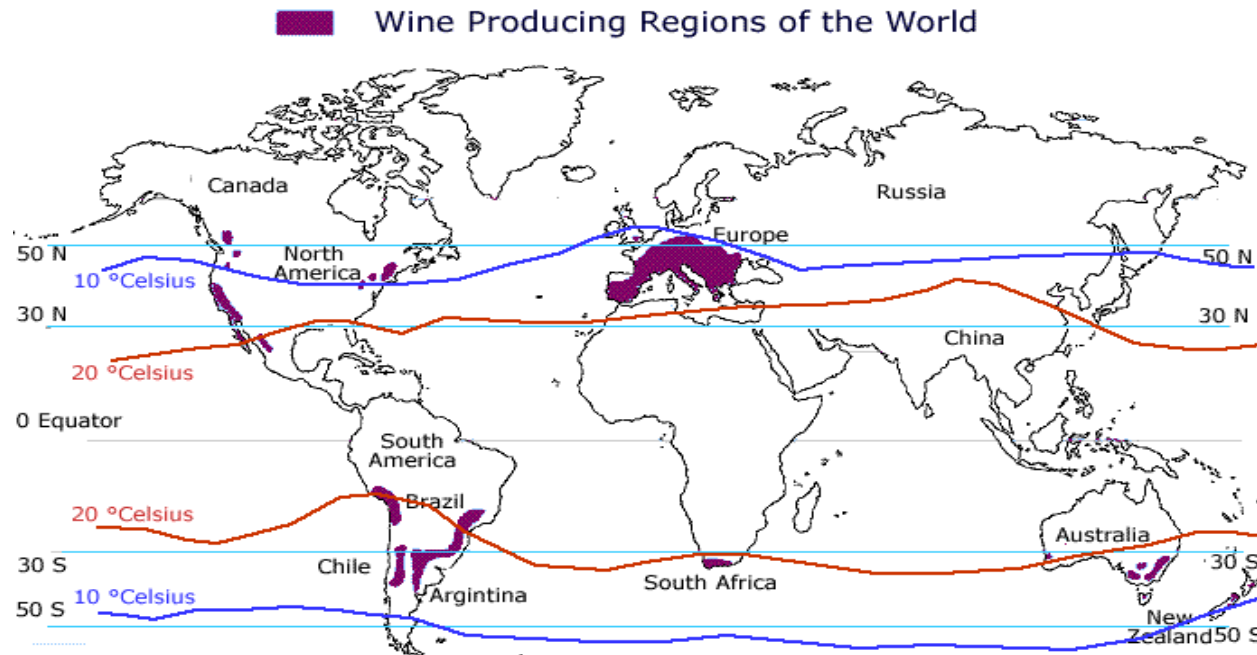 Wine Producing Regions of the World
Canada
Russia
Europe
50 N
North
America
50 N
10 °Celsius
30 N
30 N
China
20 °Celsius
0 Equator
South
America
Brazil
20 °Celsius
Australia
30 S
Chile
30 S
South Africa
Argintina
10 °Celsius
50 S
New
Zealand
50 S